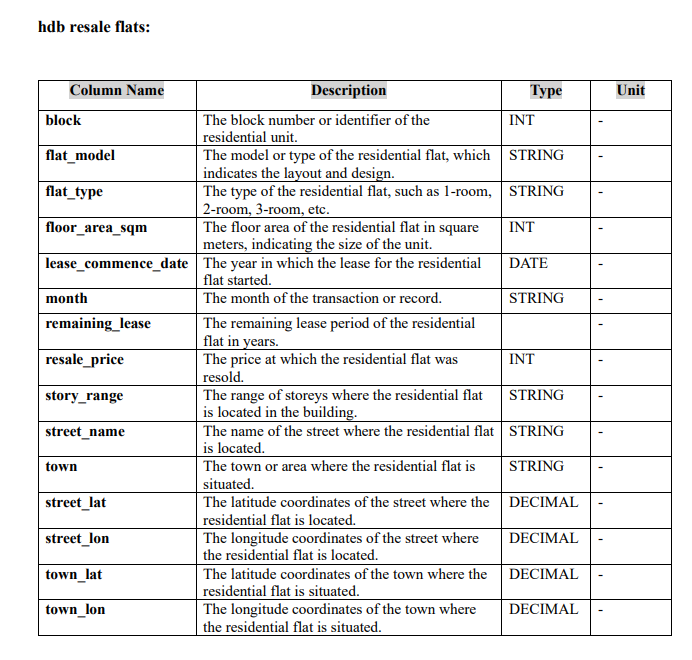 hdb resale flats:
Column Name Description Type Unit
block The block number or identifier of the INT -
residential unit.
flat_model The model or type of the residential flat, which STRING -
indicates the layout and design.
flat_type The type of the residential flat, such as 1-room, STRING -
2-room, 3-room, etc.
floor_area_sqm The floor area of the residential flat in square INT -
meters, indicating the size of the unit.
lease_commence_date The year in which the lease for the residential DATE -
flat started.
month The month of the transaction or record. STRING -
remaining_lease The remaining lease period of the residential -
flat in years.
resale_price The price at which the residential flat was INT -
resold.
story_range The range of storeys where the residential flat STRING -
is located in the building.
street_name The name of the street where the residential flat STRING -
is located.
town The town or area where the residential flat is STRING -
situated.
street_lat The latitude coordinates of the street where the DECIMAL -
residential flat is located.
street_lon The longitude coordinates of the street where DECIMAL -
the residential flat is located.
town_lat The latitude coordinates of the town where the DECIMAL -
residential flat is situated.
town_lon The longitude coordinates of the town where DECIMAL -
the residential flat is situated.